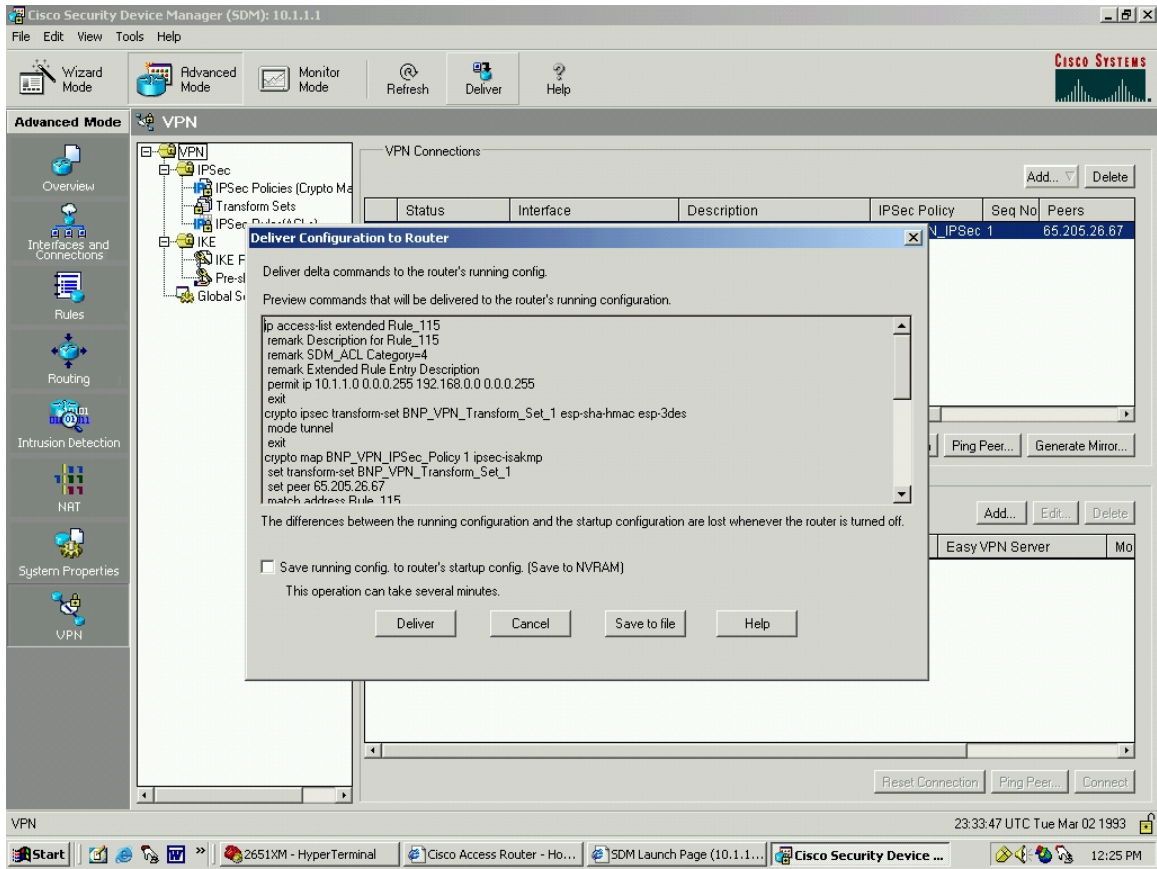 Cisco Security Device Manager (SDM): 10.1.1.1
File Edit View Tools Help
Wizard Mode
Advanced Mode
Monitor Mode
Refresh
Deliver
Help
CISCO SYSTEMS
Advanced Mode
VPN
Overview
Interfaces and Connections
Rules
Routing
Intrusion Detection
NAT
System Properties
VPN
VPN
IPSec
IPSec Policies (Crypto Ma
Transform Sets
IPSec Rules(ACLs)
IKE
IKE P
Pre-sh
Global Se
VPN Connections
Add... Delete
Status Interface Description IPSec Policy Seq No Peers
N_IPSec 1 65.205.26.67
Ping Peer... Generate Mirror...
Add... Edit... Delete
Easy VPN Server Mo
Reset Connection Ping Peer... Connect
Deliver Configuration to Router
Deliver delta commands to the router's running config.
Preview commands that will be delivered to the router's running configuration.
ip access-list extended Rule_115
remark Description for Rule_115
remark SDM_ACL Category=4
remark Extended Rule Entry Description
permit ip 10.1.1.0 0.0.0.255 192.168.0.0 0.0.0.255
exit
crypto ipsec transform-set BNP_VPN_Transform_Set_1 esp-sha-hmac esp-3des
mode tunnel
exit
crypto map BNP_VPN_IPSec_Policy 1 ipsec-isakmp
set transform-set BNP_VPN_Transform_Set_1
set peer 65.205.26.67
match address Rule_115
The differences between the running configuration and the startup configuration are lost whenever the router is turned off.
Save running config. to router's startup config. (Save to NVRAM)
This operation can take several minutes.
Deliver Cancel Save to file Help
VPN
23:33:47 UTC Tue Mar 02 1993
Start
2651XM - HyperTerminal
Cisco Access Router - Ho...
SDM Launch Page (10.1.1...
Cisco Security Device ...
12:25 PM